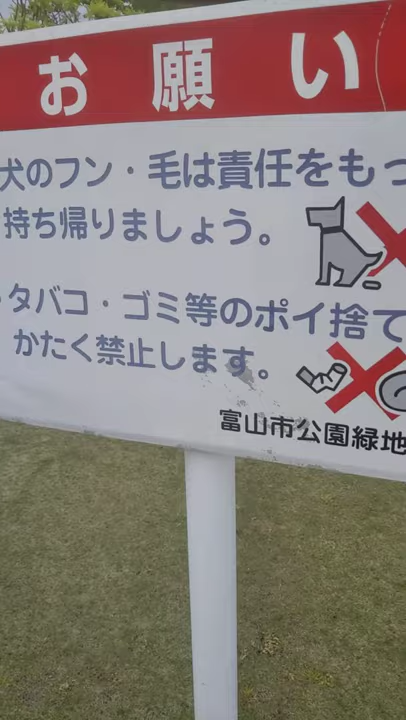 お願い
犬のフン・毛は責任をもっ
持ち帰りましょう。
・タバコ・ゴミ等のポイ捨て
かたく禁止します。
富山市公園緑地